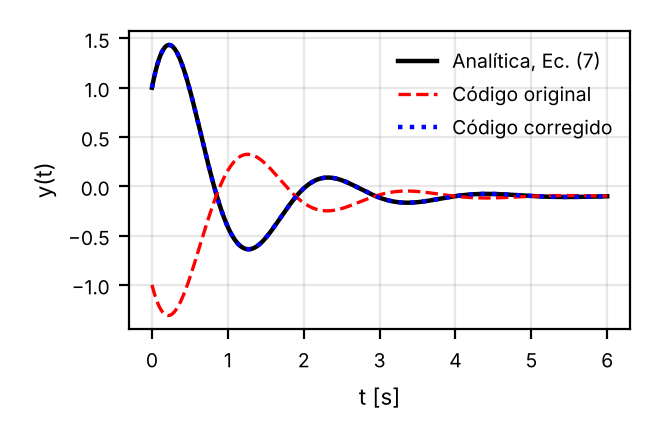 1.5
1.0
0.5
0.0
−0.5
−1.0
y(t)
Analítica, Ec. (7)
Código original
Código corregido
0 1 2 3 4 5 6
t [s]